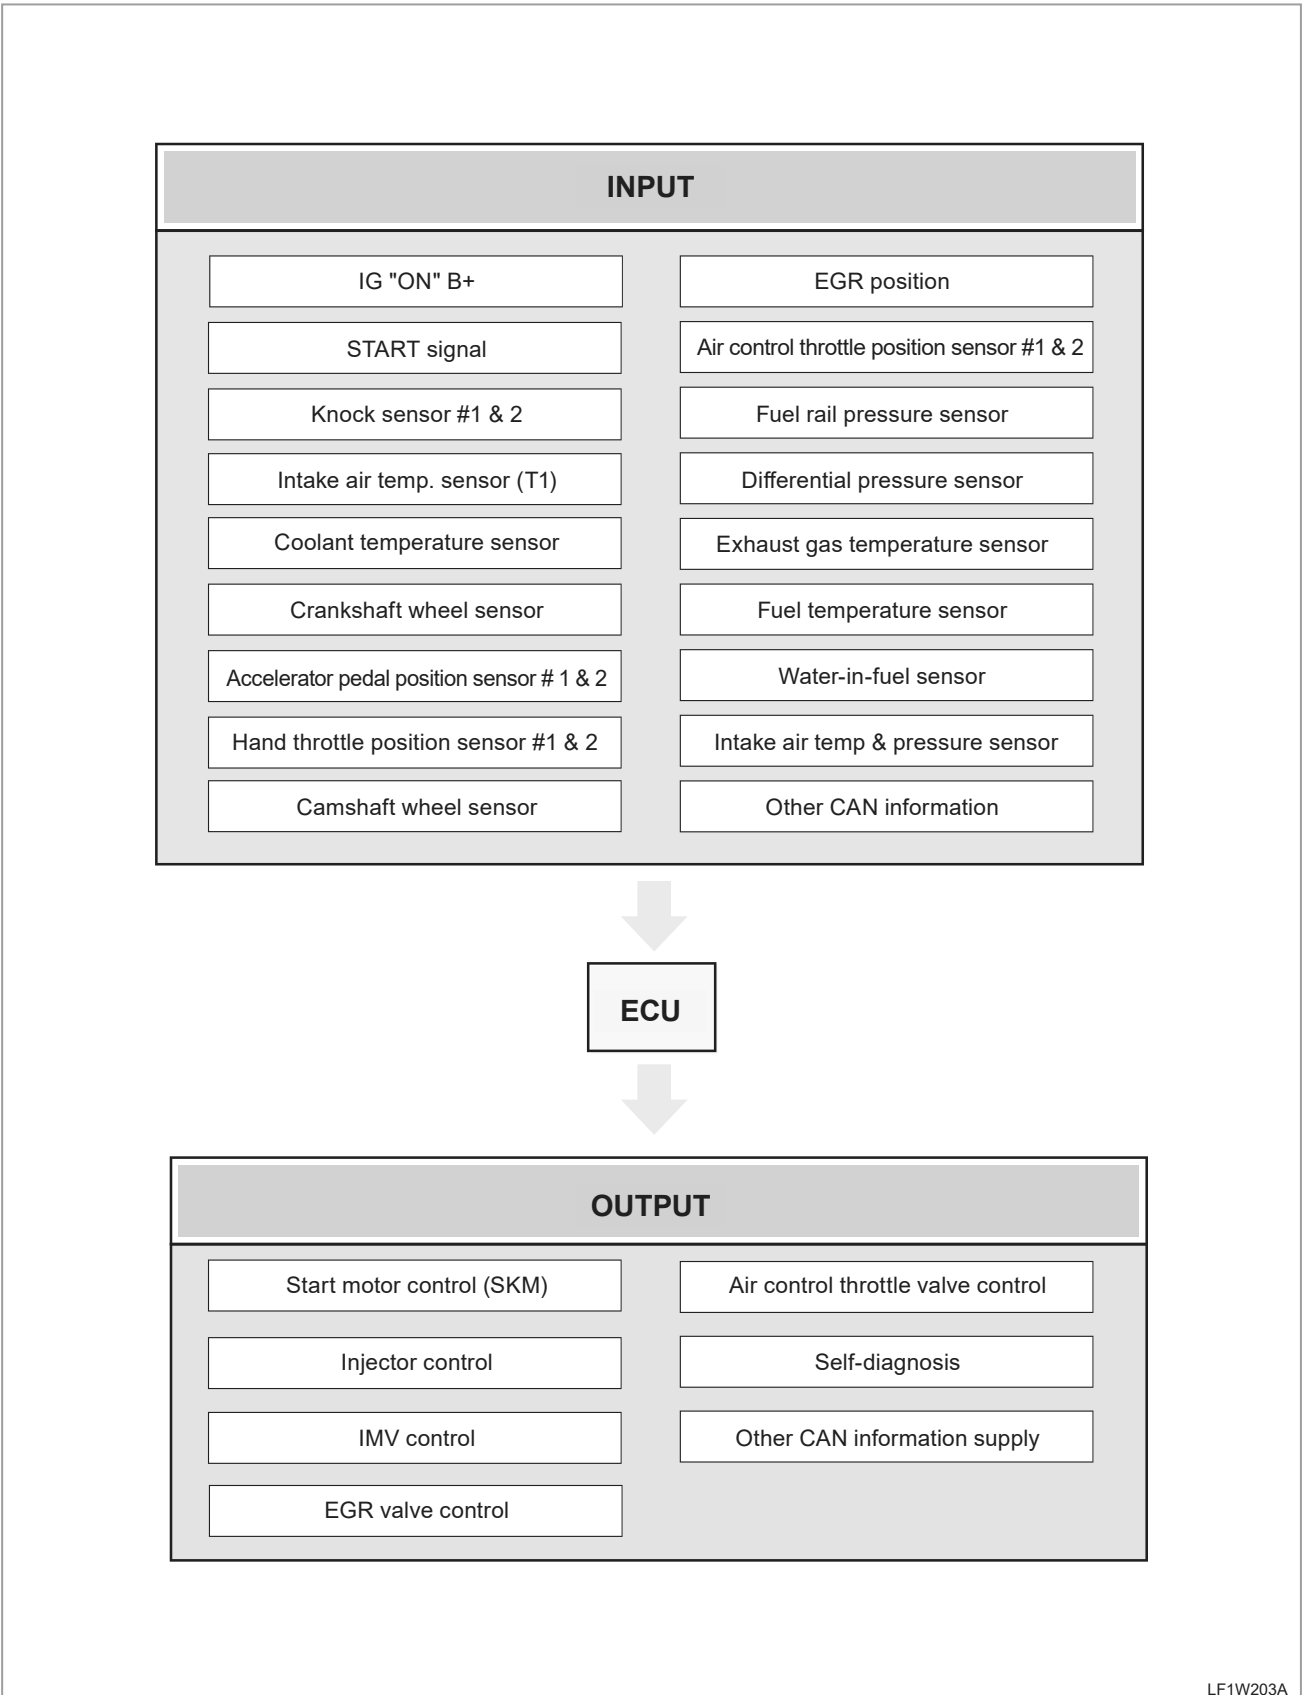 INPUT
IG "ON" B+
START signal
Knock sensor #1 & 2
Intake air temp. sensor (T1)
Coolant temperature sensor
Crankshaft wheel sensor
Accelerator pedal position sensor # 1 & 2
Hand throttle position sensor #1 & 2
Camshaft wheel sensor
EGR position
Air control throttle position sensor #1 & 2
Fuel rail pressure sensor
Differential pressure sensor
Exhaust gas temperature sensor
Fuel temperature sensor
Water-in-fuel sensor
Intake air temp & pressure sensor
Other CAN information
ECU
OUTPUT
Start motor control (SKM)
Injector control
IMV control
EGR valve control
Air control throttle valve control
Self-diagnosis
Other CAN information supply
LF1W203A